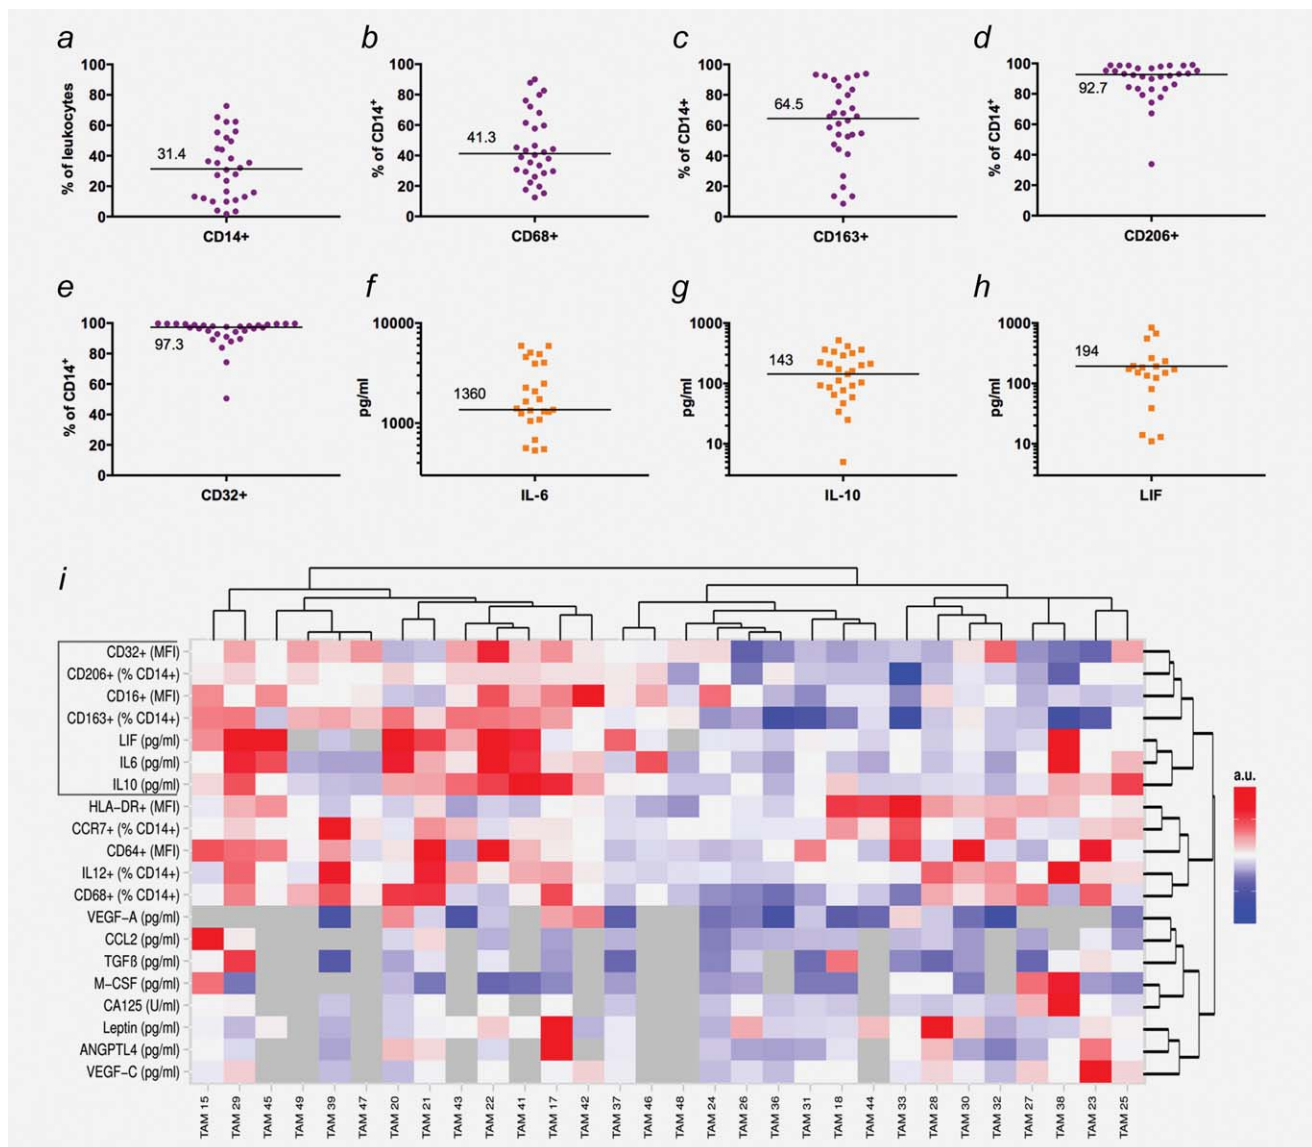 a
b
c
d
100
80
60
40
20
0
% of leukocytes
31.4
CD14+
100
80
60
40
20
0
% of CD14+
41.3
CD68+
100
80
60
40
20
0
% of CD14+
64.5
CD163+
100
80
60
40
20
0
% of CD14+
92.7
CD206+
e
f
g
h
100
80
60
40
20
0
% of CD14+
97.3
CD32+
10000
1000
pg/ml
1360
IL-6
1000
100
10
pg/ml
143
IL-10
1000
100
10
pg/ml
194
LIF
i
CD32+ (MFI)
CD206+ (% CD14+)
CD16+ (MFI)
CD163+ (% CD14+)
LIF (pg/ml)
IL6 (pg/ml)
IL10 (pg/ml)
HLA−DR+ (MFI)
CCR7+ (% CD14+)
CD64+ (MFI)
IL12+ (% CD14+)
CD68+ (% CD14+)
VEGF−A (pg/ml)
CCL2 (pg/ml)
TGFß (pg/ml)
M−CSF (pg/ml)
CA125 (U/ml)
Leptin (pg/ml)
ANGPTL4 (pg/ml)
VEGF−C (pg/ml)
a.u.
TAM 15
TAM 29
TAM 45
TAM 49
TAM 39
TAM 47
TAM 20
TAM 21
TAM 43
TAM 22
TAM 41
TAM 17
TAM 42
TAM 37
TAM 46
TAM 48
TAM 24
TAM 26
TAM 36
TAM 31
TAM 18
TAM 44
TAM 33
TAM 28
TAM 30
TAM 32
TAM 27
TAM 38
TAM 23
TAM 25